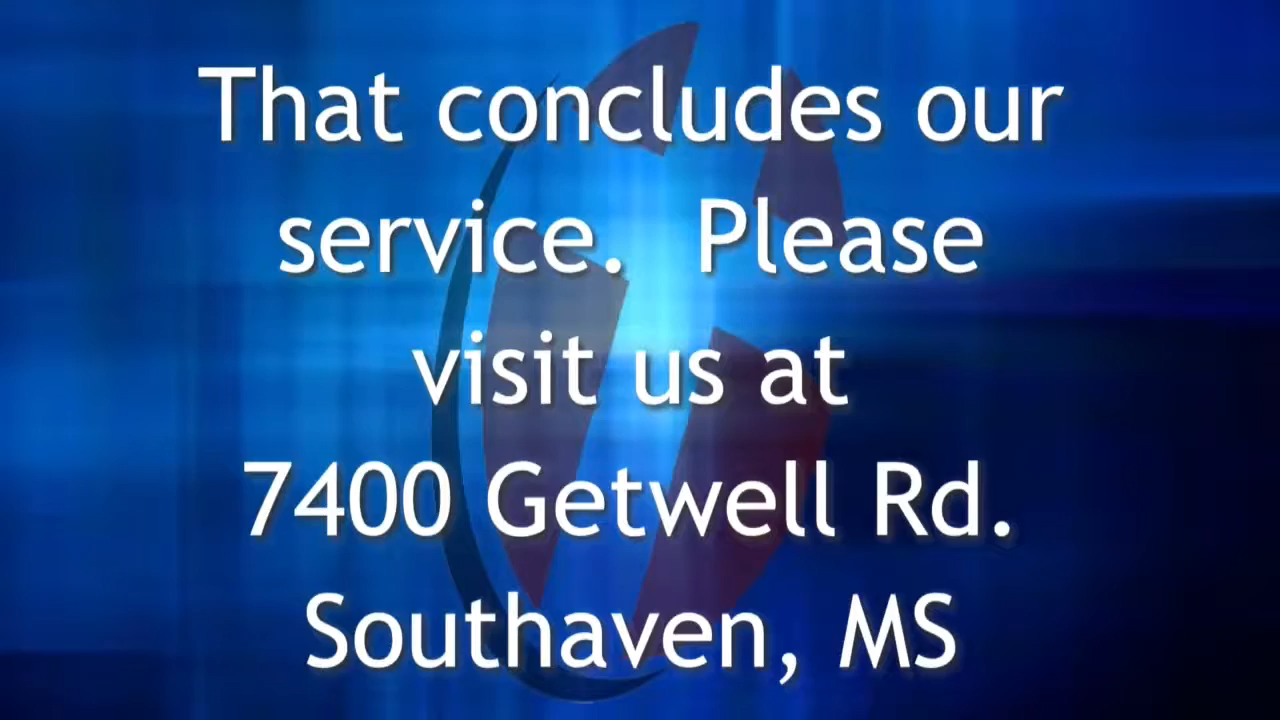 That concludes our
service.  Please
visit us at
7400 Getwell Rd.
Southaven, MS